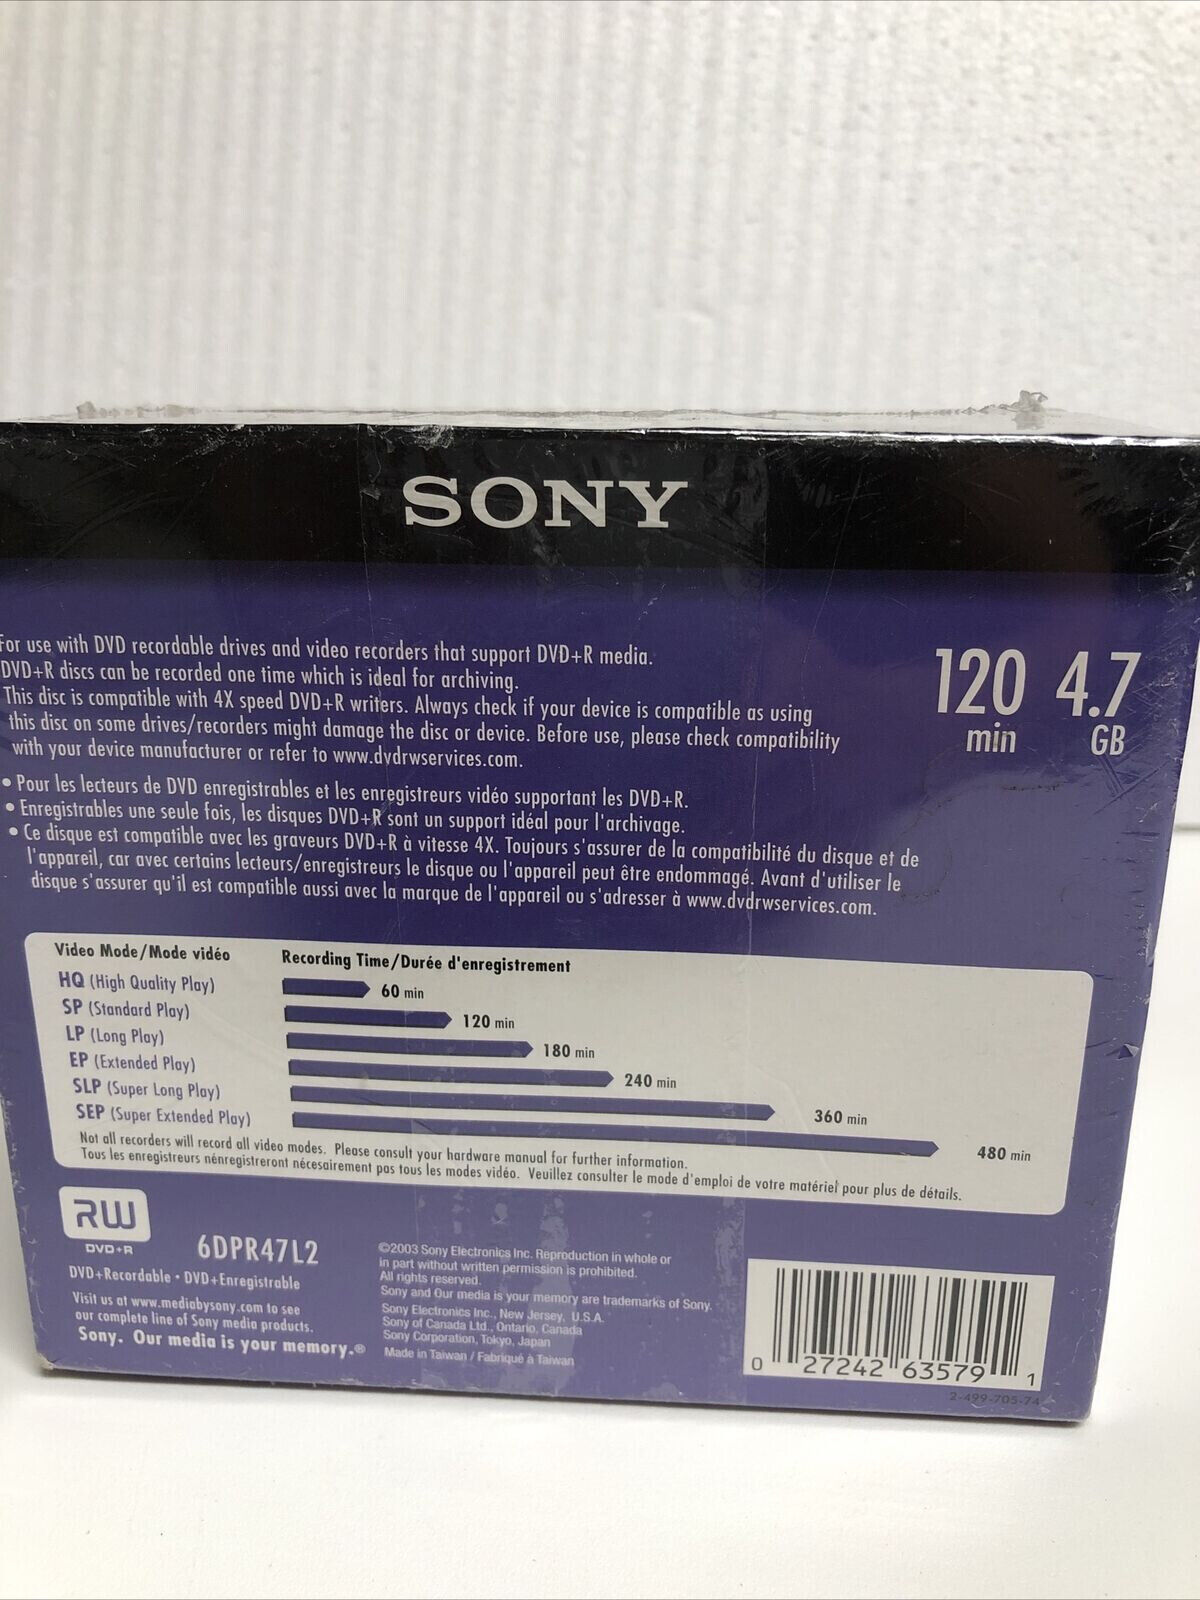 SONY
For use with DVD recordable drives and video recorders that support DVD+R media.
DVD+R discs can be recorded one time which is ideal for archiving.
This disc is compatible with 4X speed DVD+R writers. Always check if your device is compatible as using
this disc on some drives/recorders might damage the disc or device. Before use, please check compatibility
with your device manufacturer or refer to www.dvdrwservices.com.
120 min 4.7 GB
• Pour les lecteurs de DVD enregistrables et les enregistreurs vidéo supportant les DVD+R.
• Enregistrables une seule fois, les disques DVD+R sont un support idéal pour l'archivage.
• Ce disque est compatible avec les graveurs DVD+R à vitesse 4X. Toujours s'assurer de la compatibilité du disque et de
l'appareil, car avec certains lecteurs/enregistreurs le disque ou l'appareil peut être endommagé. Avant d'utiliser le
disque s'assurer qu'il est compatible aussi avec la marque de l'appareil ou s'adresser à www.dvdrwservices.com.
Video Mode/Mode vidéo Recording Time/Durée d'enregistrement
HQ (High Quality Play) 60 min
SP (Standard Play) 120 min
LP (Long Play) 180 min
EP (Extended Play) 240 min
SLP (Super Long Play) 360 min
SEP (Super Extended Play) 480 min
Not all recorders will record all video modes. Please consult your hardware manual for further information.
Tous les enregistreurs nénregistreront nécesairement pas tous les modes vidéo. Veuillez consulter le mode d'emploi de votre matériel pour plus de détails.
RW
DVD+R
6DPR47L2
DVD+Recordable • DVD+Enregistrable
Visit us at www.mediabysony.com to see
our complete line of Sony media products.
Sony. Our media is your memory.®
©2003 Sony Electronics Inc. Reproduction in whole or
in part without written permission is prohibited.
All rights reserved.
Sony and Our media is your memory are trademarks of Sony.
Sony Electronics Inc., New Jersey, U.S.A.
Sony of Canada Ltd., Ontario, Canada
Sony Corporation, Tokyo, Japan
Made in Taiwan / Fabriqué à Taiwan
0 27242 63579 1
2-499-705-74